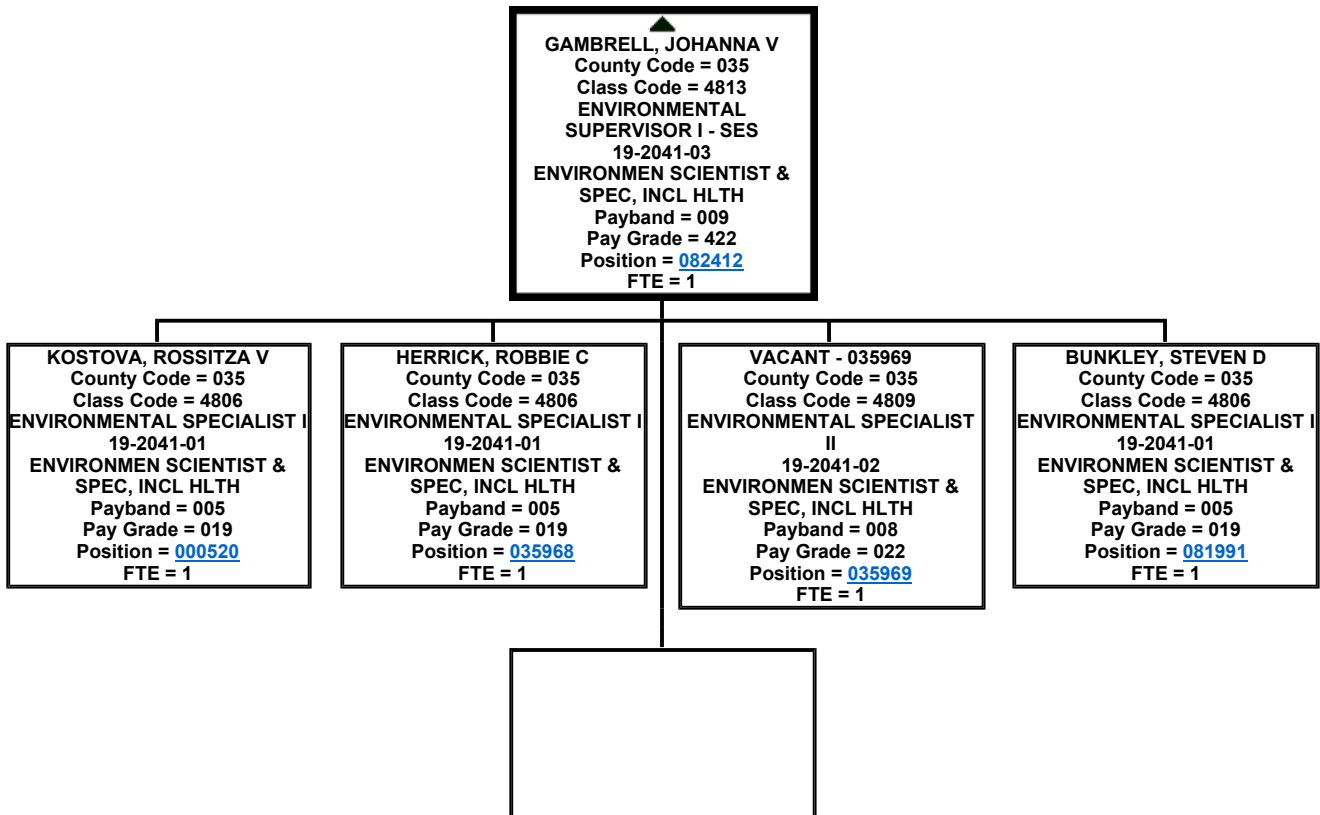 GAMBRELL, JOHANNA V
County Code = 035
Class Code = 4813
ENVIRONMENTAL
SUPERVISOR I - SES
19-2041-03
ENVIRONMEN SCIENTIST &
SPEC, INCL HLTH
Payband = 009
Pay Grade = 422
Position = 082412
FTE = 1
KOSTOVA, ROSSITZA V
County Code = 035
Class Code = 4806
ENVIRONMENTAL SPECIALIST I
19-2041-01
ENVIRONMEN SCIENTIST &
SPEC, INCL HLTH
Payband = 005
Pay Grade = 019
Position = 000520
FTE = 1
HERRICK, ROBBIE C
County Code = 035
Class Code = 4806
ENVIRONMENTAL SPECIALIST I
19-2041-01
ENVIRONMEN SCIENTIST &
SPEC, INCL HLTH
Payband = 005
Pay Grade = 019
Position = 035968
FTE = 1
VACANT - 035969
County Code = 035
Class Code = 4809
ENVIRONMENTAL SPECIALIST
II
19-2041-02
ENVIRONMEN SCIENTIST &
SPEC, INCL HLTH
Payband = 008
Pay Grade = 022
Position = 035969
FTE = 1
BUNKLEY, STEVEN D
County Code = 035
Class Code = 4806
ENVIRONMENTAL SPECIALIST I
19-2041-01
ENVIRONMEN SCIENTIST &
SPEC, INCL HLTH
Payband = 005
Pay Grade = 019
Position = 081991
FTE = 1